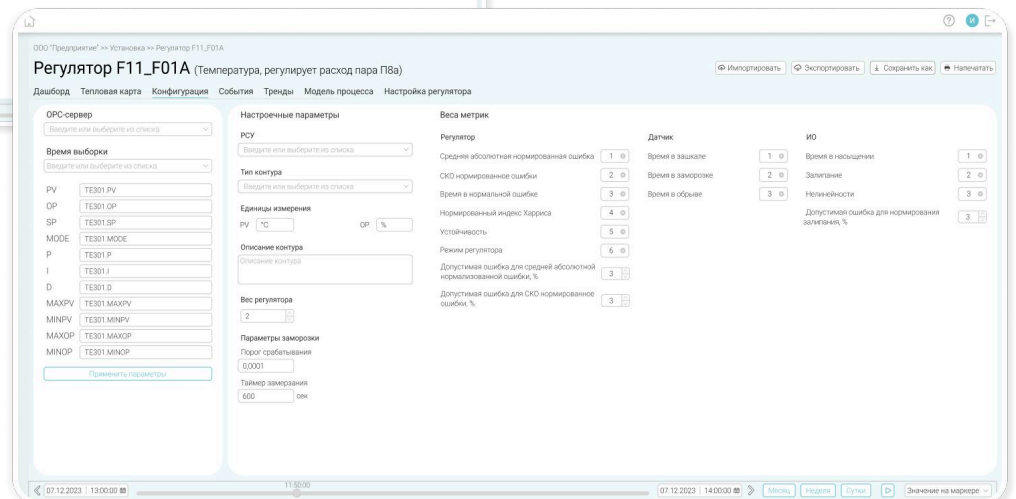 И
ООО "Предприятие" >> Установка >> Регулятор F11_F01A
Регулятор F11_F01A (Температура, регулирует расход пара П8а)
Импортировать
Экспортировать
Сохранить как
Напечатать
Дашборд Тепловая карта Конфигурация События Тренды Модель процесса Настройка регулятора
OPC-сервер
Введите или выберите из списка
Время выборки
Введите или выберите из списка
PV TE301.PV
OP TE301.OP
SP TE301.SP
MODE TE301.MODE
P TE301.P
I TE301.I
D TE301.D
MAXPV TE301.MAXPV
MINPV TE301.MINPV
MAXOP TE301.MAXOP
MINOP TE301.MINOP
Применить параметры
Настроечные параметры
РСУ
Введите или выберите из списка
Тип контура
Введите или выберите из списка
Единицы измерения
PV °C OP %
Описание контура
Описание контура
Вес регулятора
2
Параметры заморозки
Порог срабатывания
0,0001
Таймер замерзания
600 сек
Веса метрик
Регулятор
Средняя абсолютная нормированная ошибка 1
СКО нормированное ошибки 2
Время в нормальной ошибке 3
Нормированный индекс Харриса 4
Устойчивость 5
Режим регулятора 6
Допустимая ошибка для средней абсолютной
нормализованной ошибки, % 3
Допустимая ошибка для СКО нормированное
ошибки, % 3
Датчик
Время в зашкале 1
Время в заморозке 2
Время в обрыве 3
ИО
Время в насыщении 1
Залипание 2
Нелинейности 3
Допустимая ошибка для нормирования
залипания, % 3
07.12.2023 13:00:00
11:50:00
07.12.2023 14:00:00
Месяц
Неделя
Сутки
Значение на маркере